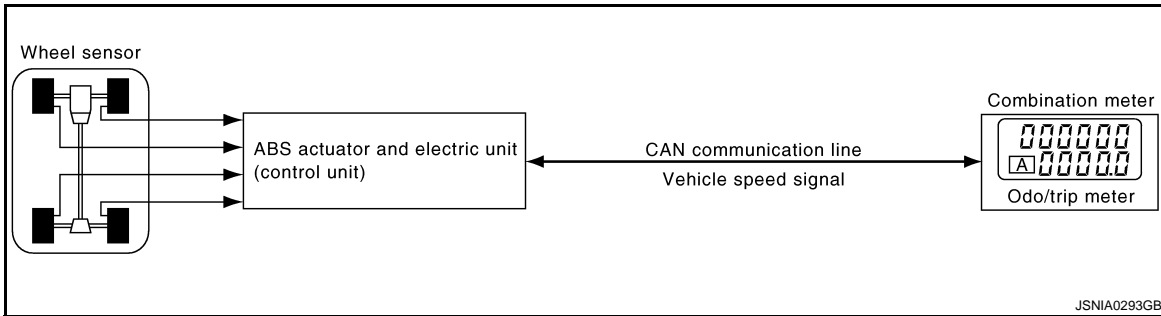 Wheel sensor
ABS actuator and electric unit
(control unit)
CAN communication line
Vehicle speed signal
Combination meter
000000
A 0000.0
Odo/trip meter
JSNIA0293GB